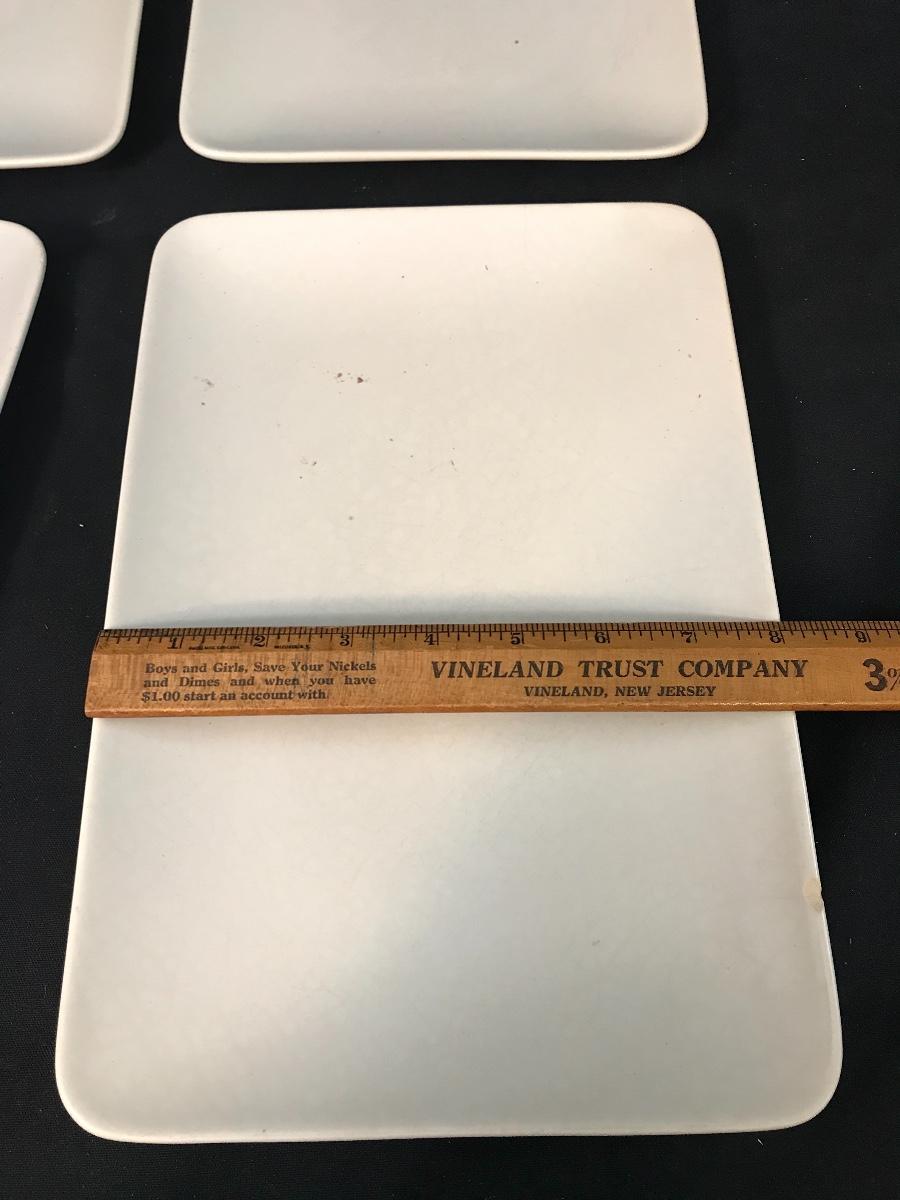 1 2 3 4 5 6 7 8 9
Boys and Girls, Save Your Nickels
and Dimes and when you have
$1.00 start an account with
VINELAND TRUST COMPANY
VINELAND, NEW JERSEY
3%